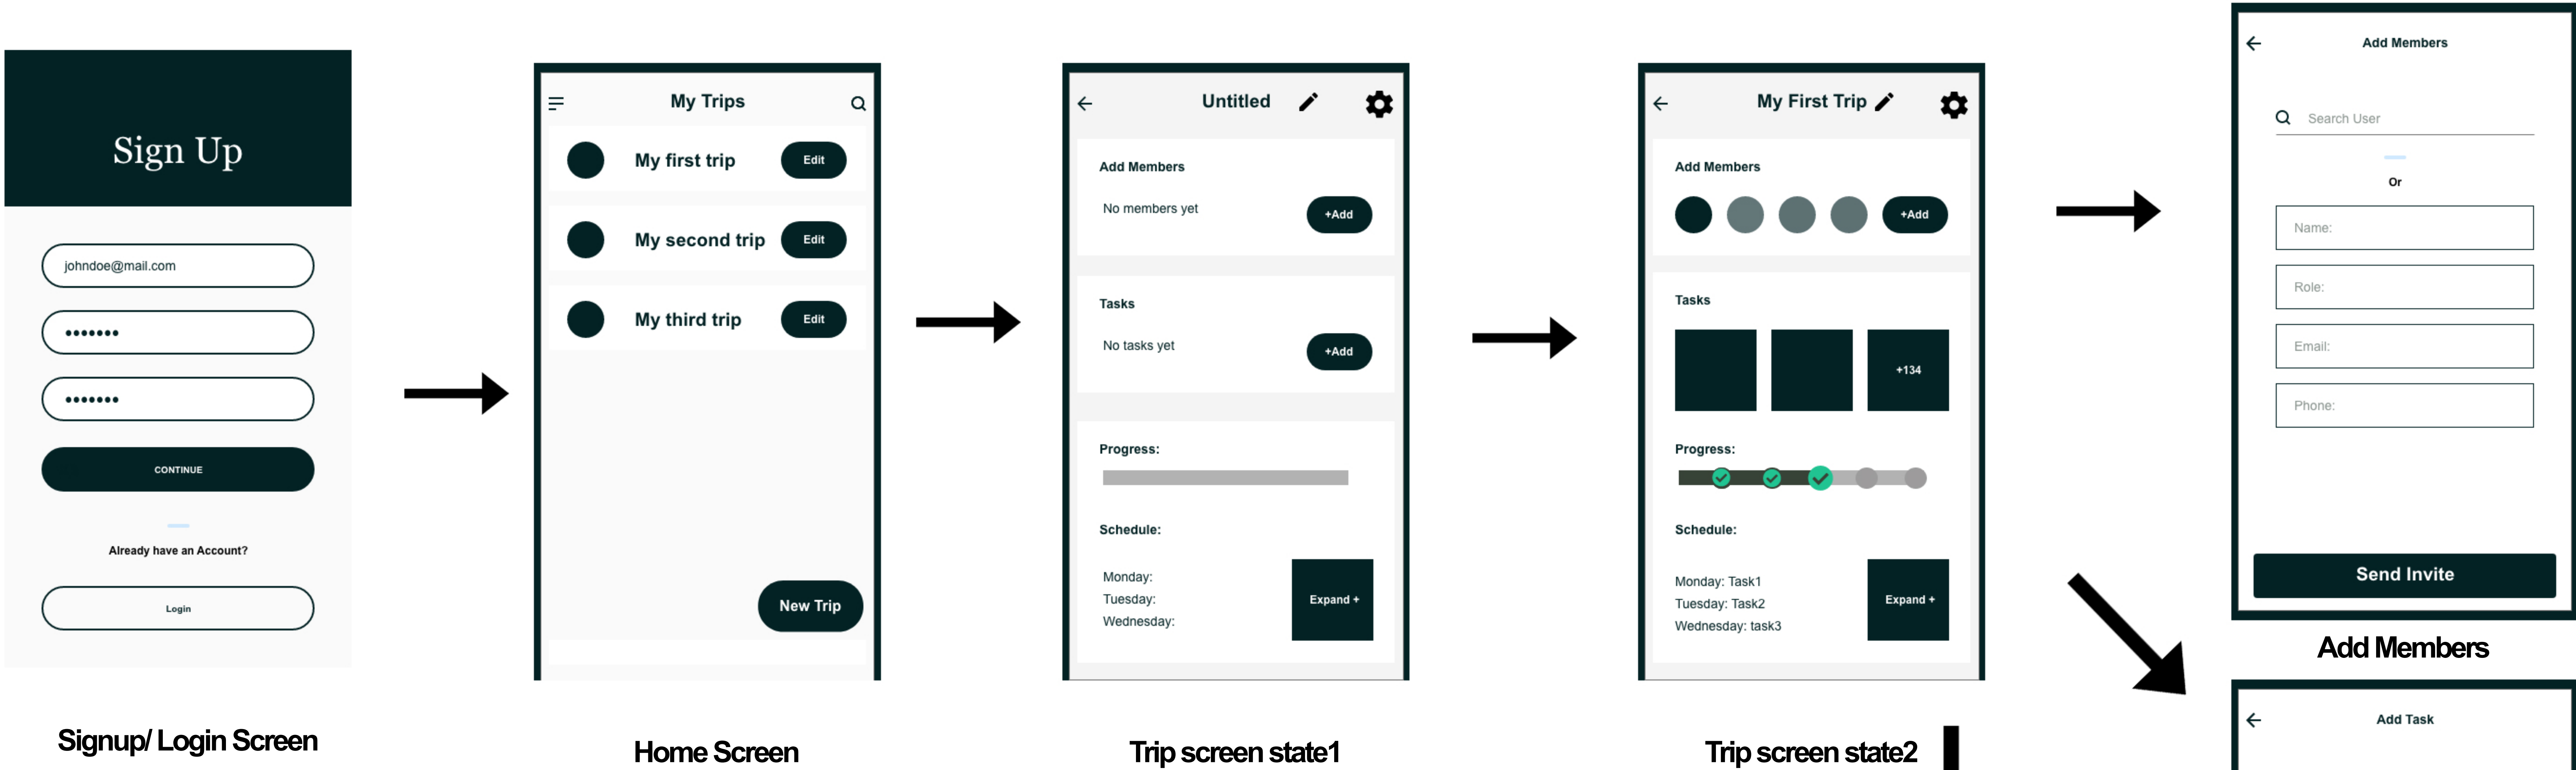 Sign Up
johndoe@mail.com
•••••••
•••••••
CONTINUE
Already have an Account?
Login
Signup/ Login Screen
My Trips
My first trip
Edit
My second trip
Edit
My third trip
Edit
New Trip
Home Screen
Untitled
Add Members
No members yet
+Add
Tasks
No tasks yet
+Add
Progress:
Schedule:
Monday:
Tuesday:
Wednesday:
Expand +
Trip screen state1
My First Trip
Add Members
+Add
Tasks
+134
Progress:
Schedule:
Monday: Task1
Tuesday: Task2
Wednesday: task3
Expand +
Trip screen state2
Add Members
Search User
Or
Name:
Role:
Email:
Phone:
Send Invite
Add Members
Add Task